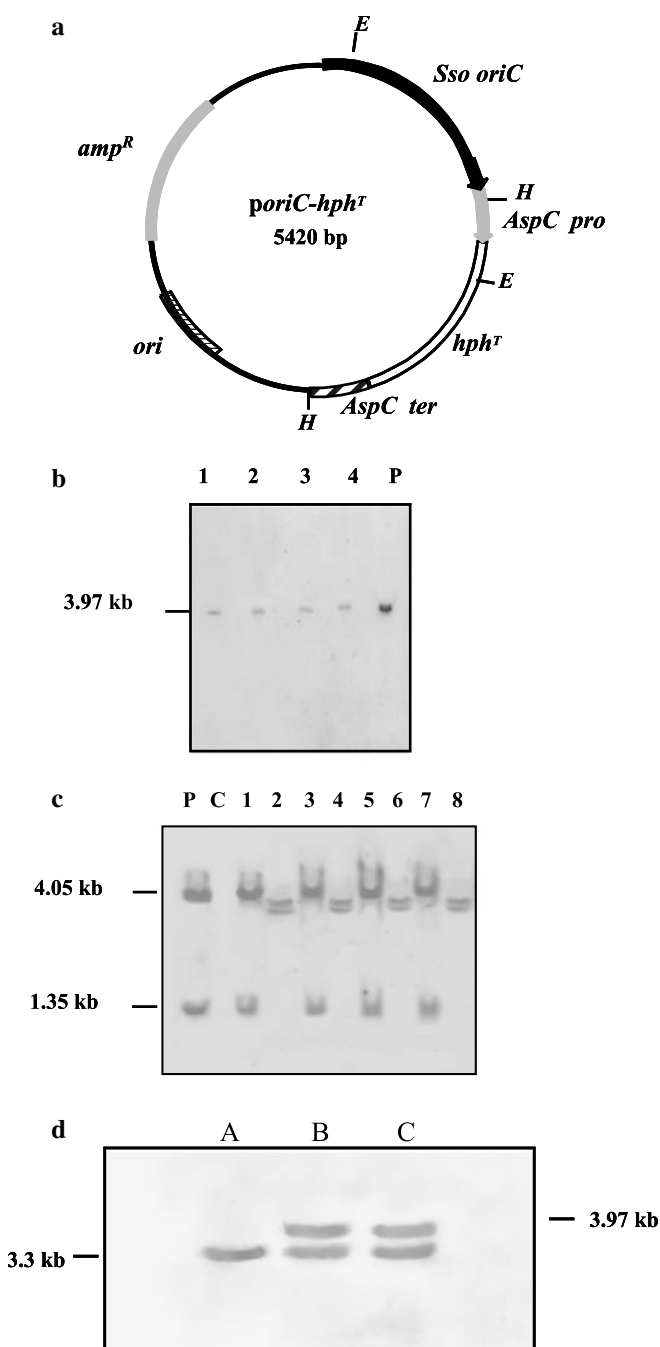 a
E
Sso oriC
ampR
H
poriC-hphT
AspC pro
5420 bp
E
ori
hphT
AspC ter
H
b
1 2 3 4 P
3.97 kb
c
P C 1 2 3 4 5 6 7 8
4.05 kb
1.35 kb
d
A B C
3.97 kb
3.3 kb